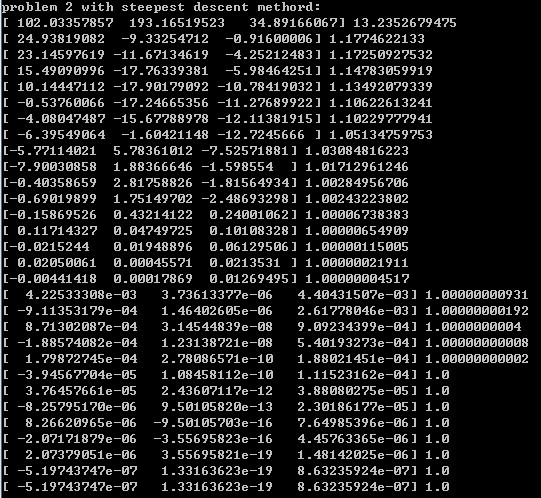 problem 2 with steepest descent methord:
[ 102.03357857  193.16519523   34.89166067] 13.2352679475
[ 24.93819082  -9.33254712  -0.91600006] 1.1774622133
[ 23.14597619 -11.67134619  -4.25212483] 1.17250927532
[ 15.49090996 -17.76339381  -5.98464251] 1.14783059919
[ 10.14447112 -17.90179092 -10.78419032] 1.13492079339
[ -0.53760066 -17.24665356 -11.27689922] 1.10622613241
[ -4.08047487 -15.67788978 -12.11381915] 1.10229777941
[ -6.39549064  -1.60421148 -12.7245666 ] 1.05134759753
[-5.77114021  5.78361012 -7.52571881] 1.03084816223
[-7.90030858  1.88366646 -1.598554  ] 1.01712961246
[-0.40358659  2.81758826 -1.81564934] 1.00284956706
[-0.69019899  1.75149702 -2.48693298] 1.00243223802
[-0.15869526  0.43214122  0.24001062] 1.00006738383
[ 0.11714327  0.04749725  0.10108328] 1.00000654909
[-0.0215244   0.01948896  0.06129506] 1.00000115005
[ 0.02050061  0.00455571  0.0213531 ] 1.00000021911
[-0.00441418  0.00017869  0.01269495] 1.00000004517
[  4.22533308e-03   3.73613377e-06   4.40431507e-03] 1.00000000931
[ -9.11353179e-04   1.46402605e-06   2.61778046e-03] 1.00000000192
[  8.71302087e-04   3.14544839e-08   9.09234399e-04] 1.0000000004
[ -1.88574082e-04   1.23138721e-08   5.40193273e-04] 1.00000000008
[  1.79872745e-04   2.78086571e-10   1.88021451e-04] 1.00000000002
[ -3.94567704e-05   1.08458112e-10   1.11523162e-04] 1.0
[  3.76457661e-05   2.43607112e-12   3.88080275e-05] 1.0
[ -8.25795170e-06   9.50105820e-13   2.30186177e-05] 1.0
[  8.26620965e-06  -9.50105703e-16   7.64985396e-06] 1.0
[ -2.07171879e-06  -3.55695823e-16   4.45763365e-06] 1.0
[  2.07379051e-06   3.55695621e-19   1.48142025e-06] 1.0
[ -5.19743747e-07   1.33163623e-19   8.63235924e-07] 1.0
[ -5.19743747e-07   1.33163623e-19   8.63235924e-07] 1.0